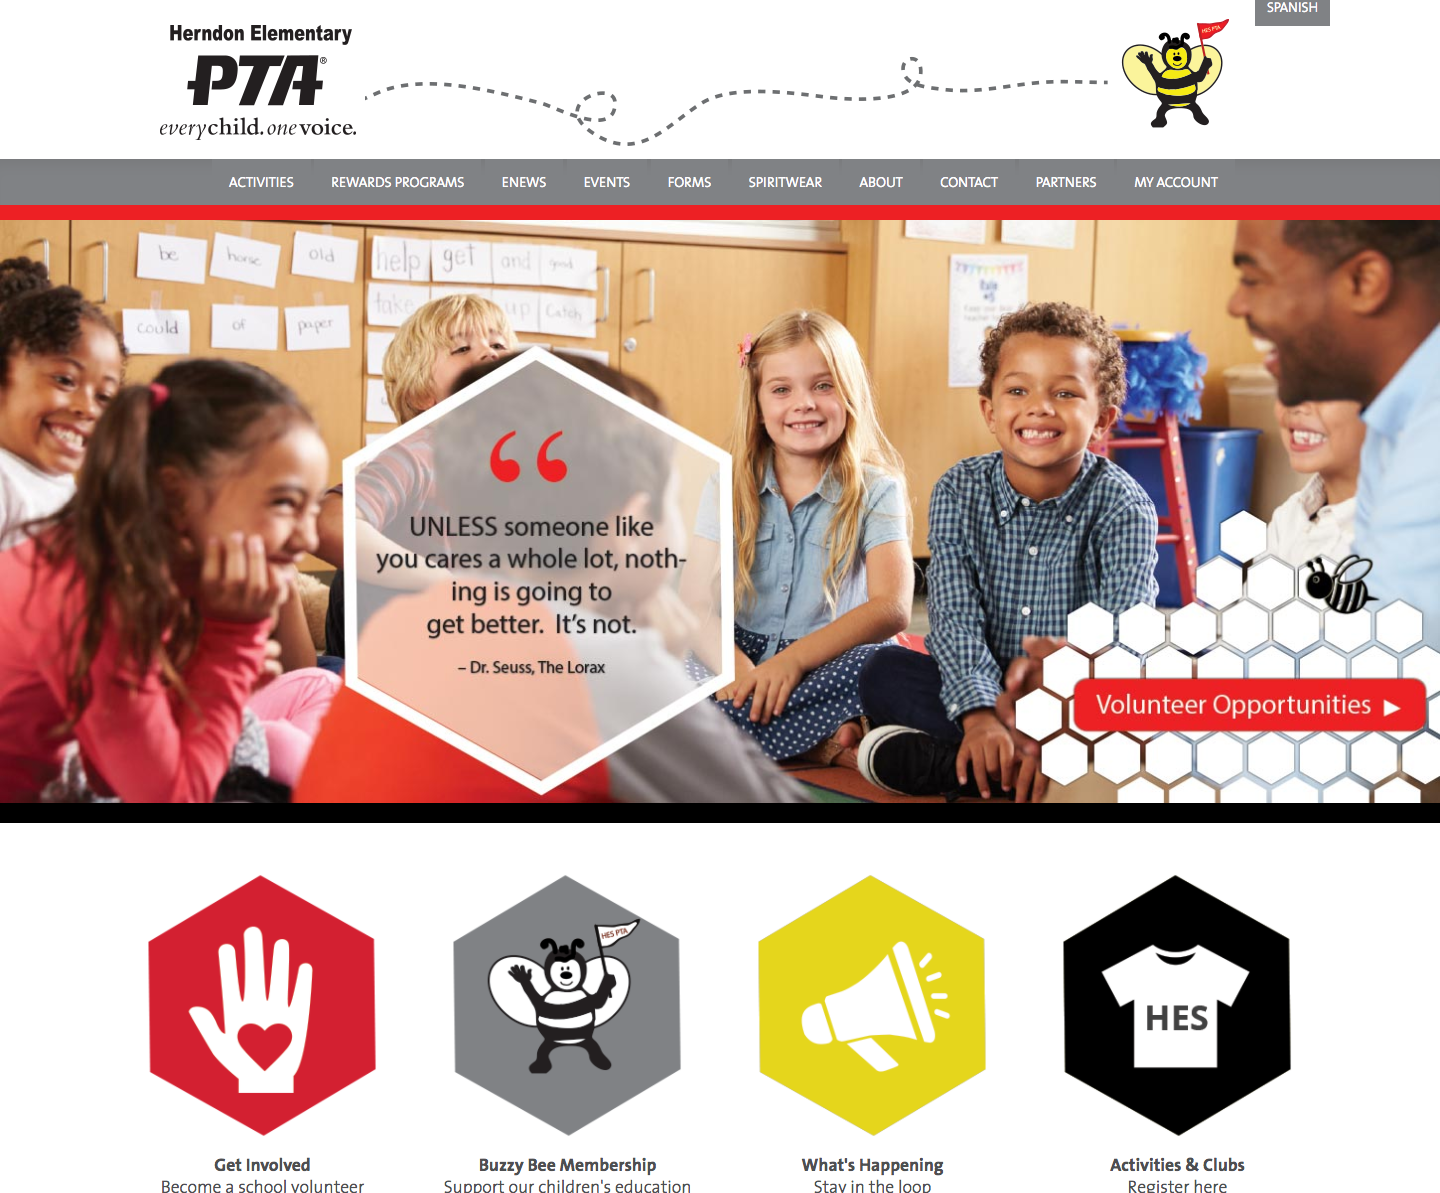 SPANISH
Herndon Elementary
PTA®
everychild.onevoice.
HES PTA
ACTIVITIES
REWARDS PROGRAMS
ENEWS
EVENTS
FORMS
SPIRITWEAR
ABOUT
CONTACT
PARTNERS
MY ACCOUNT
be
horse
old
help
get
and
good
could
of
paper
take
up
Catch
Rule
#5
“
UNLESS someone like
you cares a whole lot, noth-
ing is going to
get better. It’s not.
– Dr. Seuss, The Lorax
Volunteer Opportunities
HES PTA
HES
Get Involved
Become a school volunteer
Buzzy Bee Membership
Support our children's education
What's Happening
Stay in the loop
Activities & Clubs
Register here